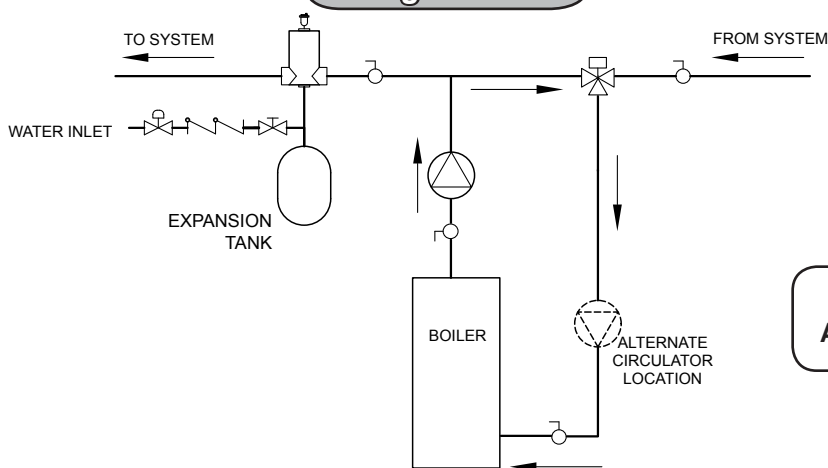 TO SYSTEM
FROM SYSTEM
WATER INLET
EXPANSION
TANK
BOILER
ALTERNATE
CIRCULATOR
LOCATION